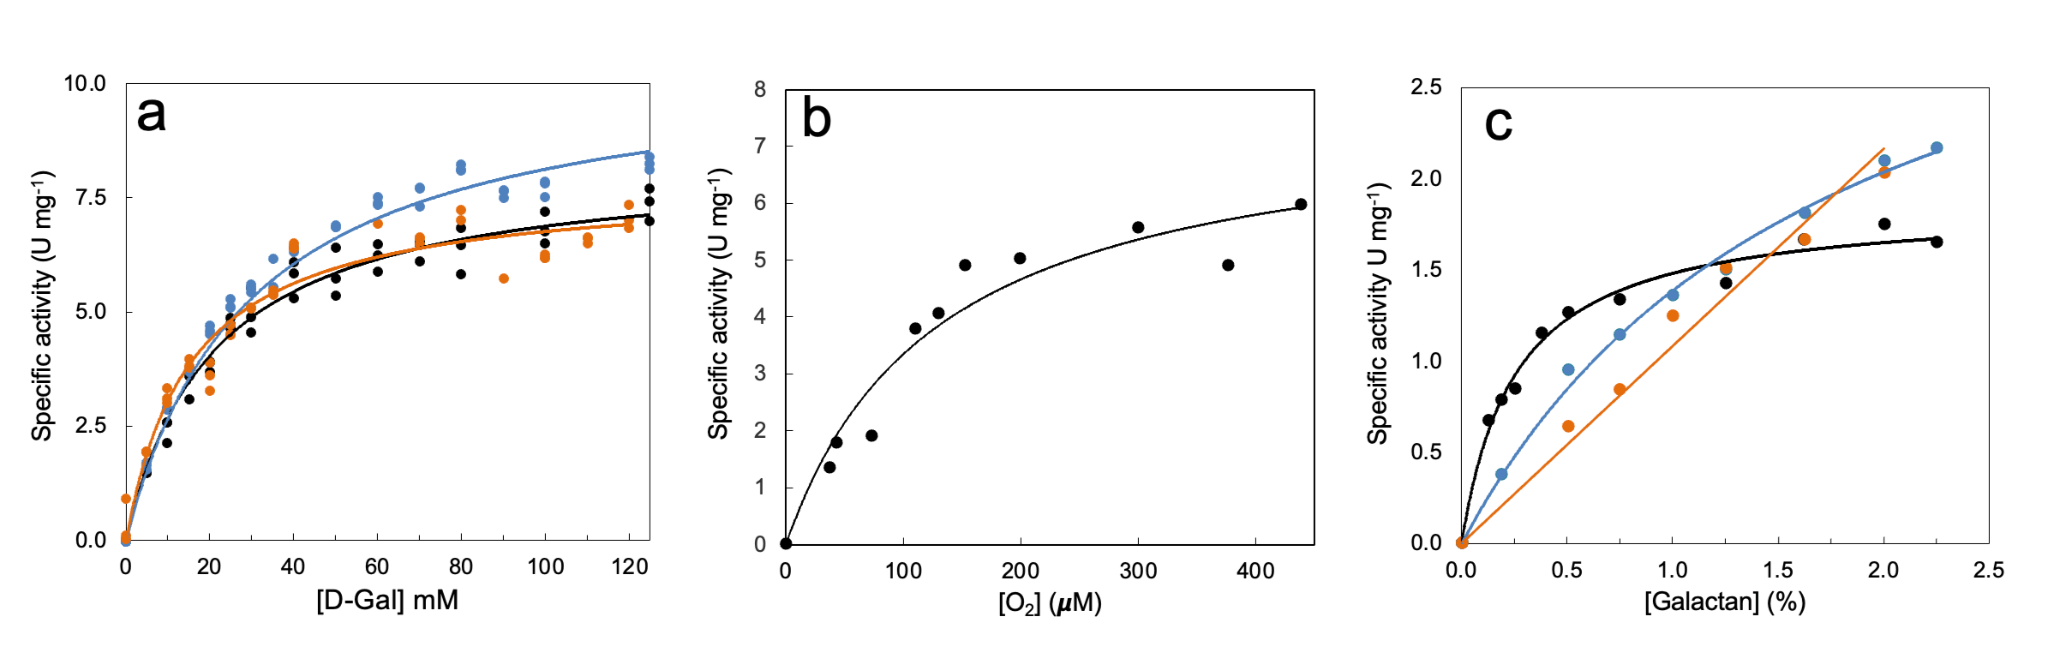 a
10.0
7.5
5.0
2.5
0.0
0 20 40 60 80 100 120
Specific activity (U mg⁻¹)
[D-Gal] mM
b
8
7
6
5
4
3
2
1
0
0 100 200 300 400
Specific activity (U mg⁻¹)
[O₂] (µM)
c
2.5
2.0
1.5
1.0
0.5
0.0
0.0 0.5 1.0 1.5 2.0 2.5
Specific activity U mg⁻¹)
[Galactan] (%)